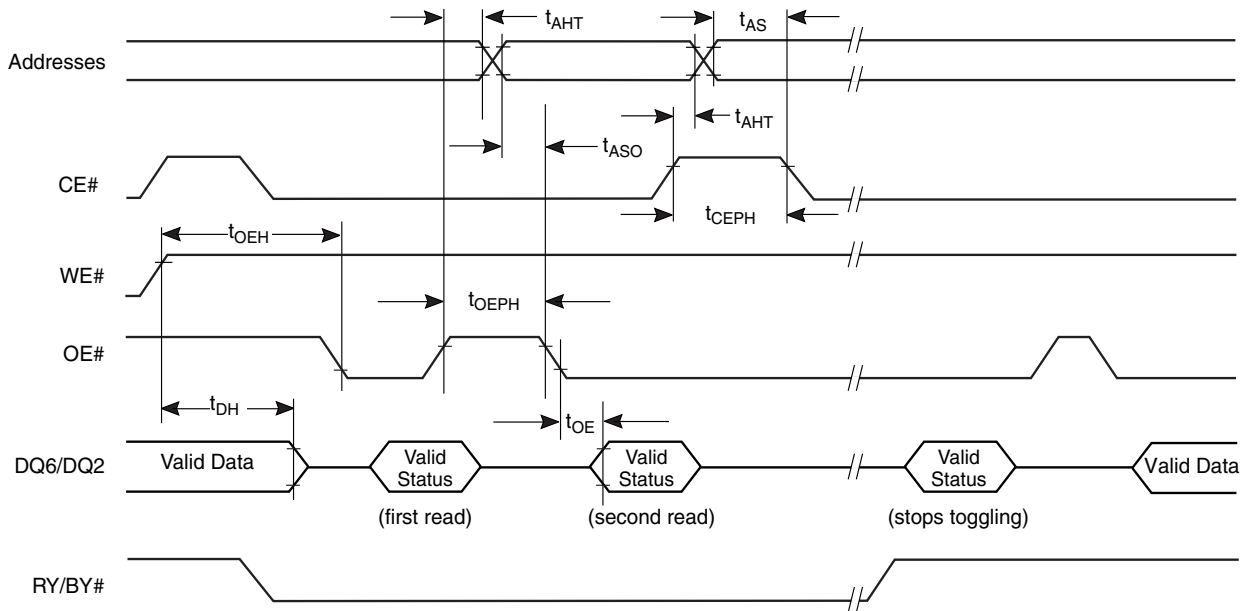 tAHT
tAS
Addresses
tAHT
tASO
CE#
tCEPH
tOEH
WE#
tOEPH
OE#
tDH
tOE
DQ6/DQ2
Valid Data
Valid
Status
Valid
Status
Valid
Status
Valid Data
(first read)
(second read)
(stops toggling)
RY/BY#